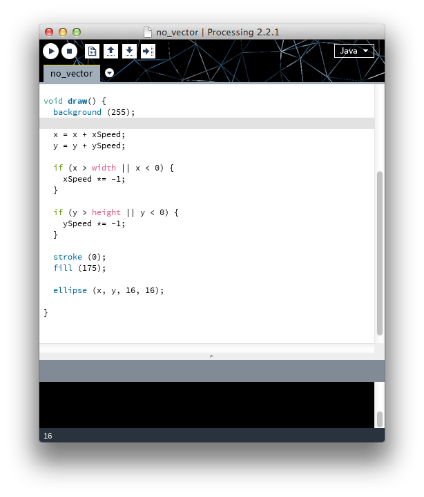 no_vector | Processing 2.2.1
Java
no_vector
void draw() {
background (255);
x = x + xSpeed;
y = y + ySpeed;
if (x > width || x < 0) {
xSpeed *= -1;
}
if (y > height || y < 0) {
ySpeed *= -1;
}
stroke (0);
fill (175);
ellipse (x, y, 16, 16);
}
16